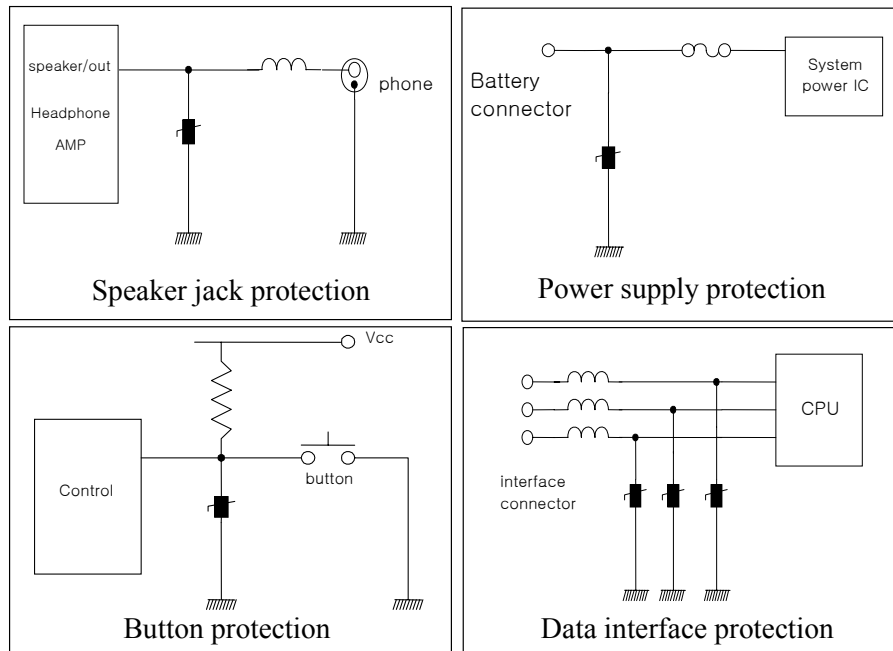 speaker/out
Headphone
AMP
phone
Speaker jack protection
Battery
connector
System
power IC
Power supply protection
Vcc
Control
button
Button protection
CPU
interface
connector
Data interface protection